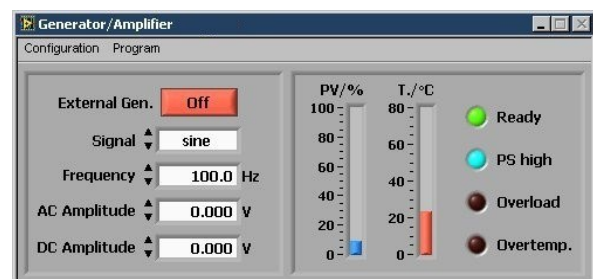 Generator/Amplifier
Configuration Program
External Gen. Off
Signal sine
Frequency 100.0 Hz
AC Amplitude 0.000 V
DC Amplitude 0.000 V
PV/% T./°C
100 80
80
60
60
40
40
20
20
0 0
Ready
PS high
Overload
Overtemp.